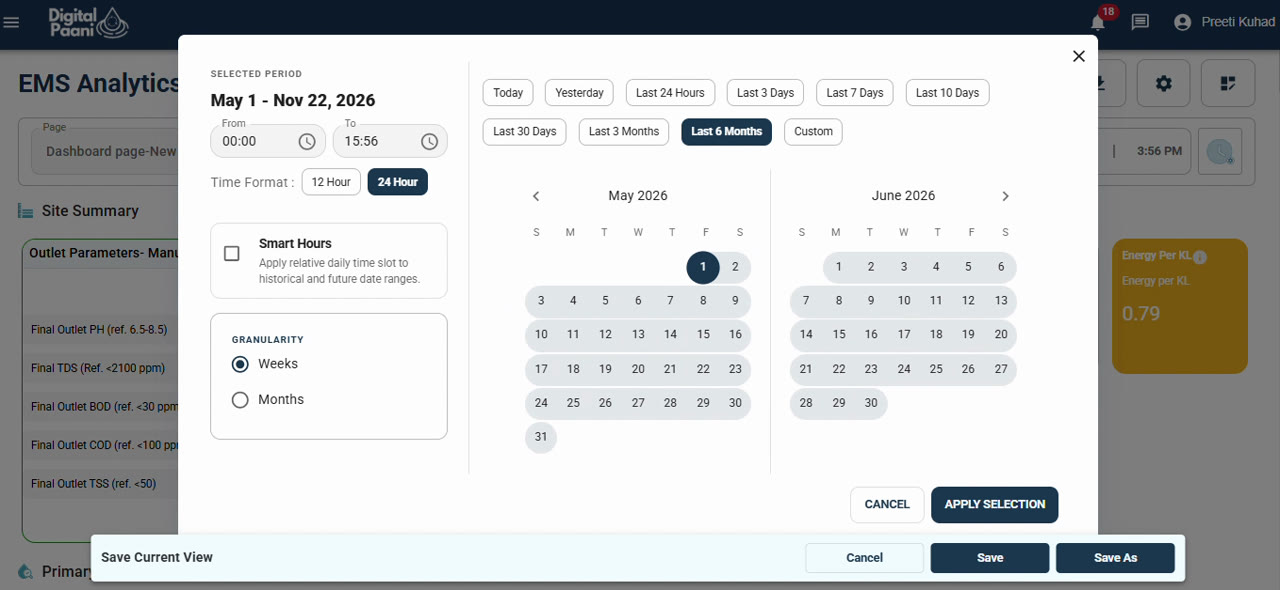 Digital
Paani
18
Preeti Kuhad
EMS Analytics
Page
Dashboard page-New
| 3:56 PM
Site Summary
Outlet Parameters- Manu
Final Outlet PH (ref. 6.5-8.5)
Final TDS (Ref. <2100 ppm)
Final Outlet BOD (ref. <30 ppm
Final Outlet COD (ref. <100 pp
Final Outlet TSS (ref. <50)
Primary
Energy Per KL
Energy per KL
0.79
SELECTED PERIOD
May 1 - Nov 22, 2026
From
00:00
To
15:56
Time Format :
12 Hour
24 Hour
Smart Hours
Apply relative daily time slot to
historical and future date ranges.
GRANULARITY
Weeks
Months
Today
Yesterday
Last 24 Hours
Last 3 Days
Last 7 Days
Last 10 Days
Last 30 Days
Last 3 Months
Last 6 Months
Custom
May 2026
S M T W T F S
1 2
3 4 5 6 7 8 9
10 11 12 13 14 15 16
17 18 19 20 21 22 23
24 25 26 27 28 29 30
31
June 2026
S M T W T F S
1 2 3 4 5 6
7 8 9 10 11 12 13
14 15 16 17 18 19 20
21 22 23 24 25 26 27
28 29 30
CANCEL
APPLY SELECTION
Save Current View
Cancel
Save
Save As